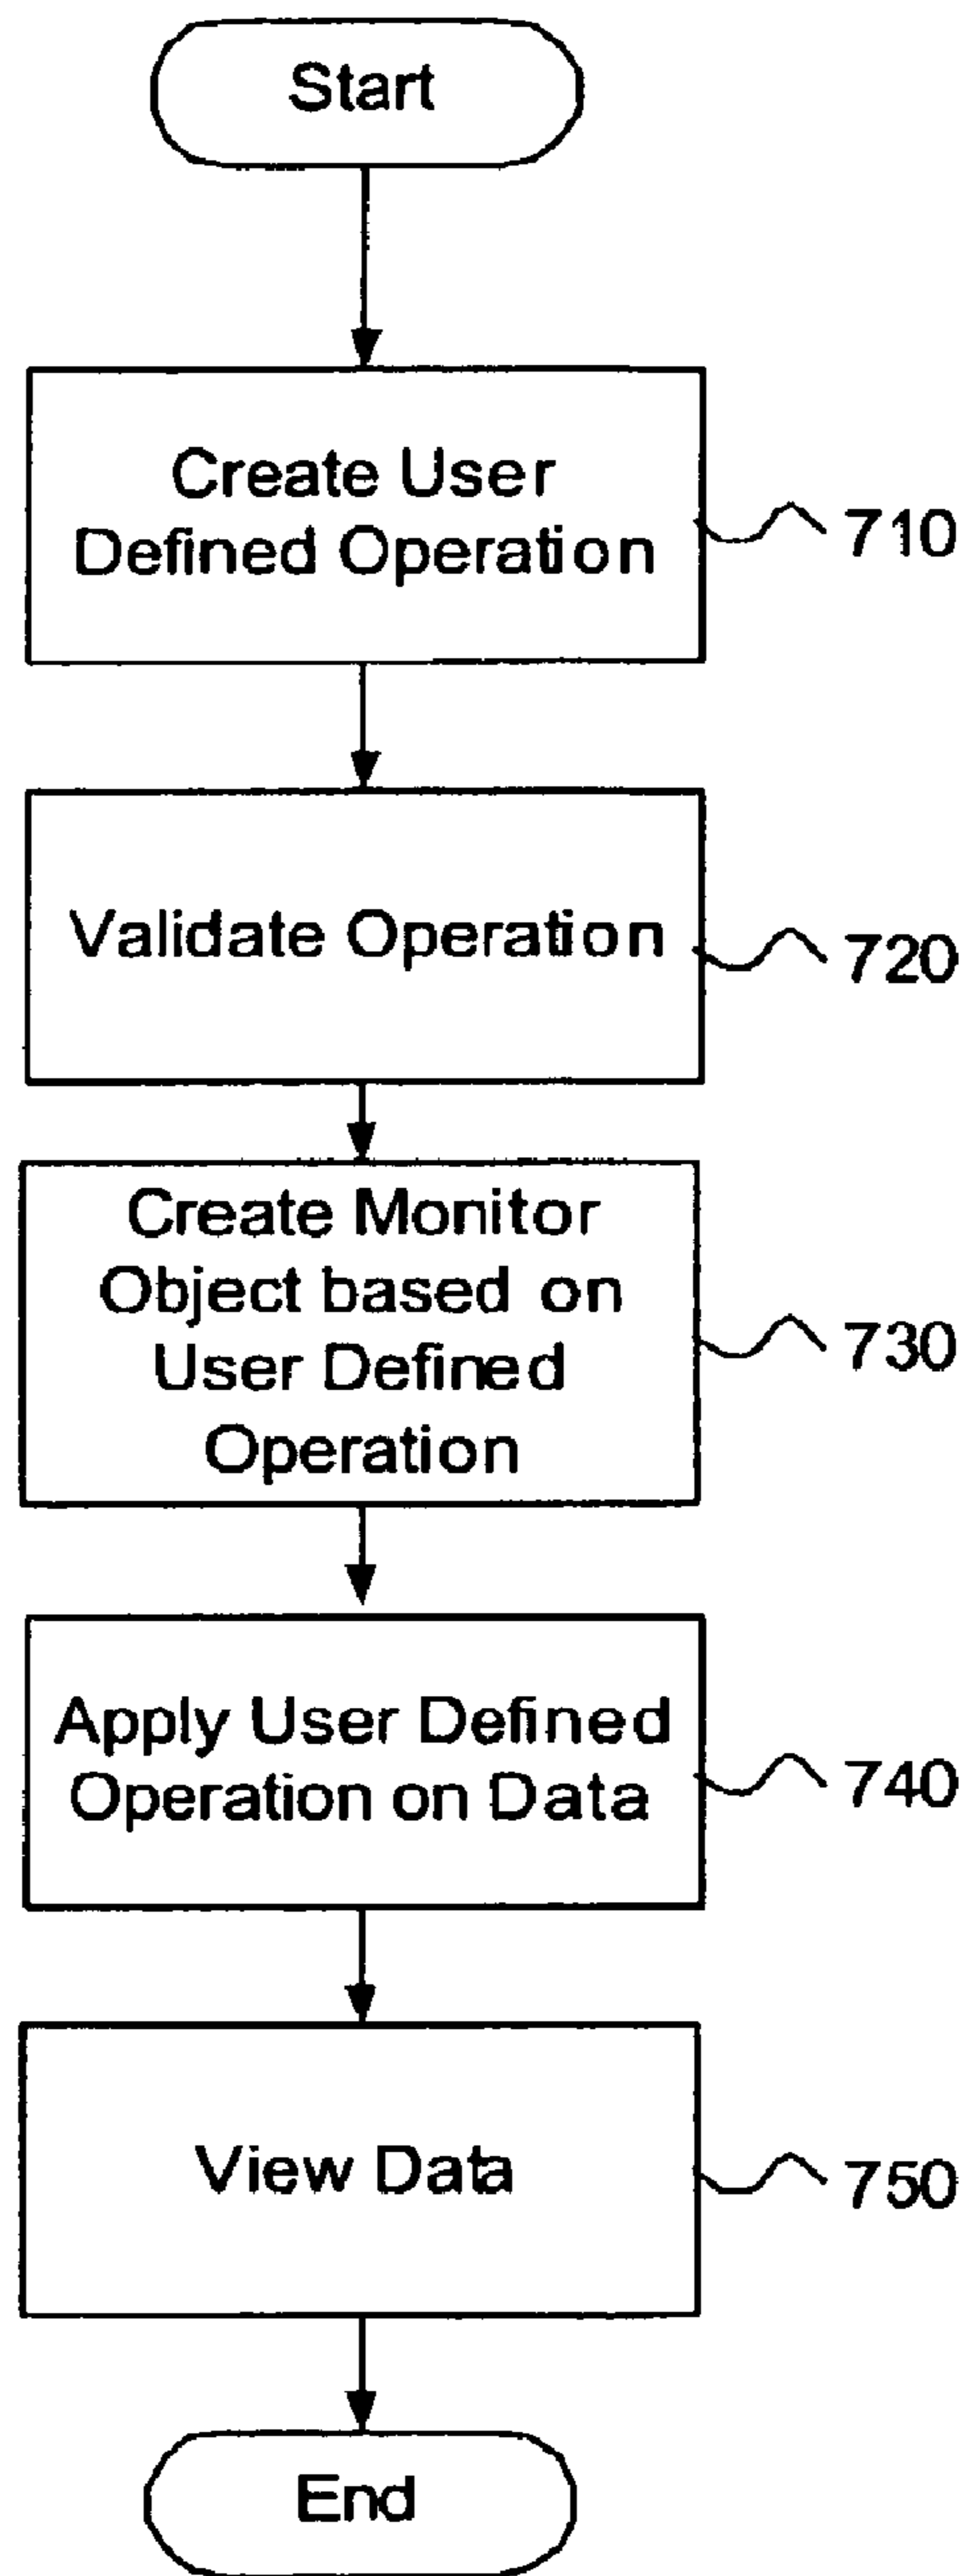 Start
Create User
Defined Operation
710
Validate Operation
720
Create Monitor
Object based on
User Defined
Operation
730
Apply User Defined
Operation on Data
740
View Data
750
End